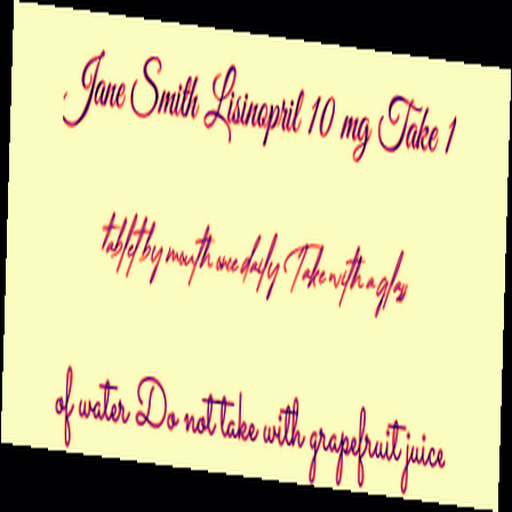 Jane Smith Lisinopril 10 mg Take 1
tablet by mouth once daily Take with a glass
of water Do not take with grapefruit juice